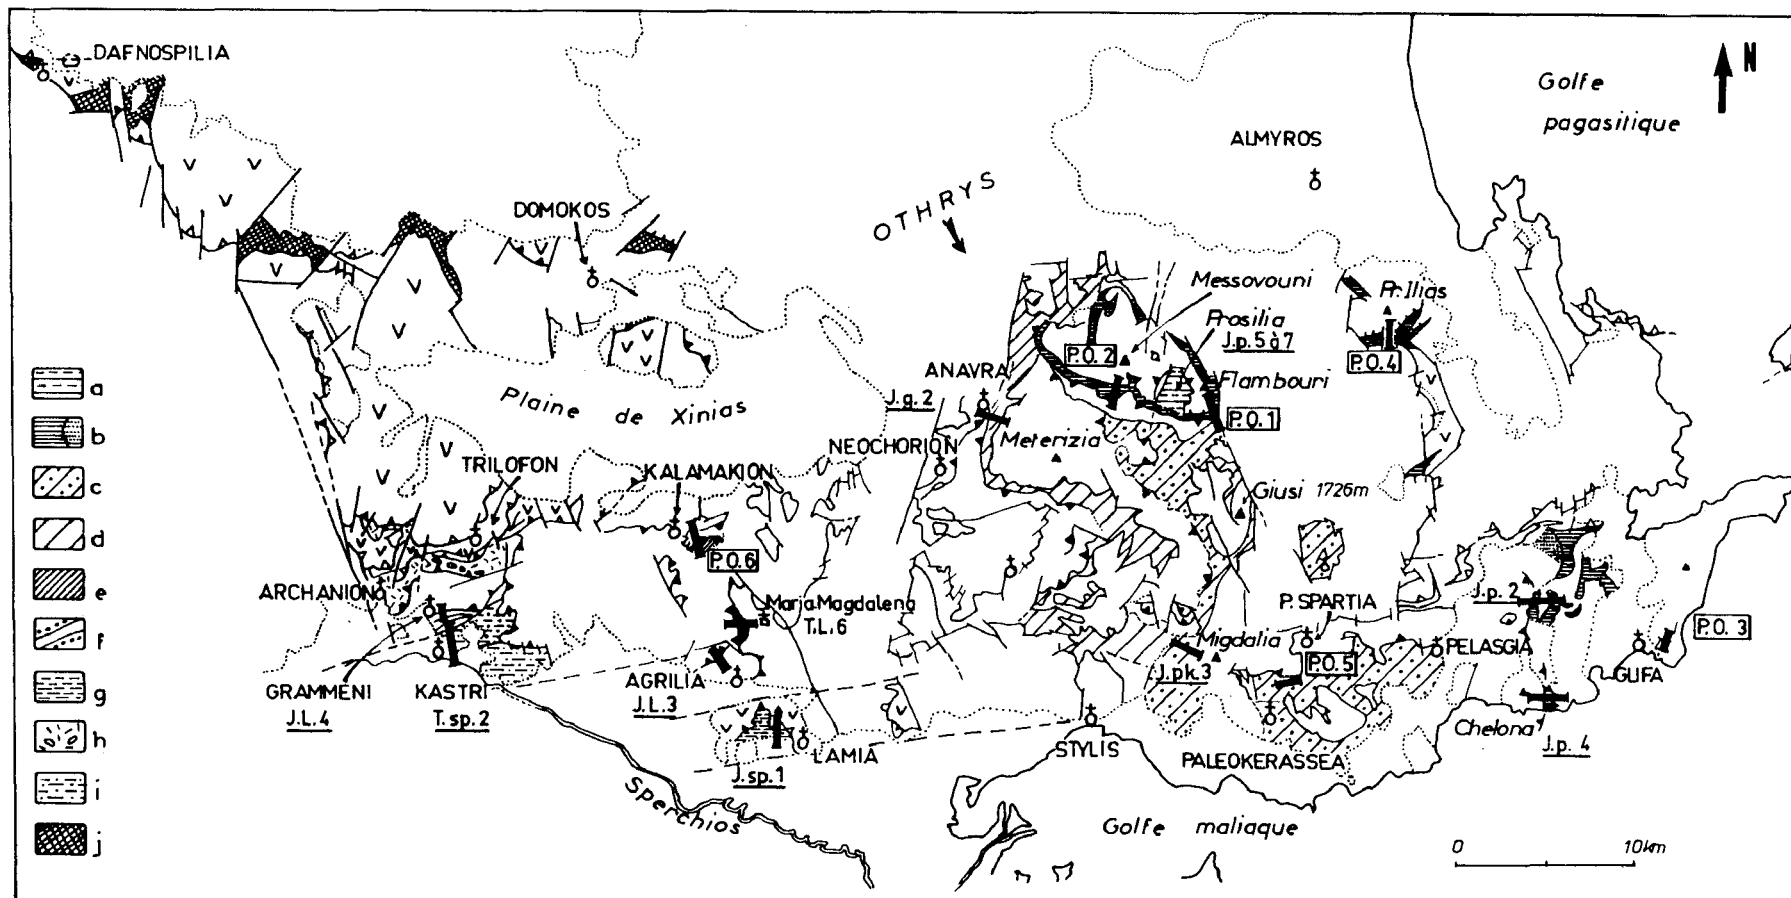 DAFNOSPILIA
N
Golfe
pagasitique
ALMYROS
OTHRYS
DOMOKOS
Messovouni
Pr. Ilias
Prosilia
J.p. 5 à 7
P.O. 2
P.O. 4
ANAVRA
Flambouri
J.g. 2
P.O. 1
Plaine de Xinias
Meterizia
NEOCHORION
TRILOFON
KALAMAKION
Giusi 1726m
a
b
c
d
e
f
g
h
i
j
P.O. 6
ARCHANION
Maria Magdalena
T.L. 6
P. SPARTIA
J.p. 2
P.O. 3
Migdalia
PELASGIA
J.pk. 3
P.O. 5
GLIFA
GRAMMENI
KASTRI
AGRILIA
J.L. 4
T.sp. 2
J.L. 3
Chelona
J.p. 4
STYLIS
LAMIA
PALEOKERASSEA
J.sp. 1
Sperchios
Golfe maliaque
0 10km